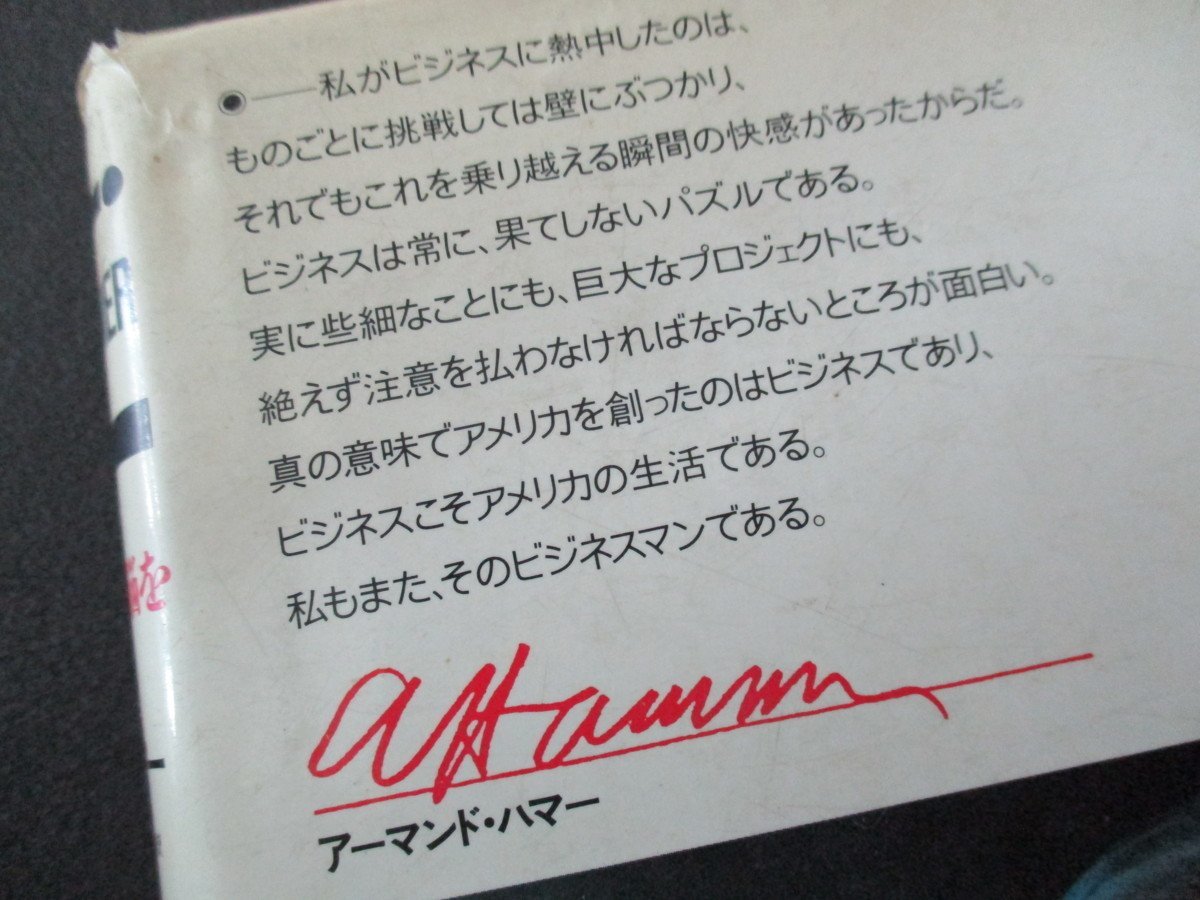 ●――私がビジネスに熱中したのは、
ものごとに挑戦しては壁にぶつかり、
それでもこれを乗り越える瞬間の快感があったからだ。
ビジネスは常に、果てしないパズルである。
実に些細なことにも、巨大なプロジェクトにも、
絶えず注意を払わなければならないところが面白い。
真の意味でアメリカを創ったのはビジネスであり、
ビジネスこそアメリカの生活である。
私もまた、そのビジネスマンである。
アーマンド・ハマー
ER
を